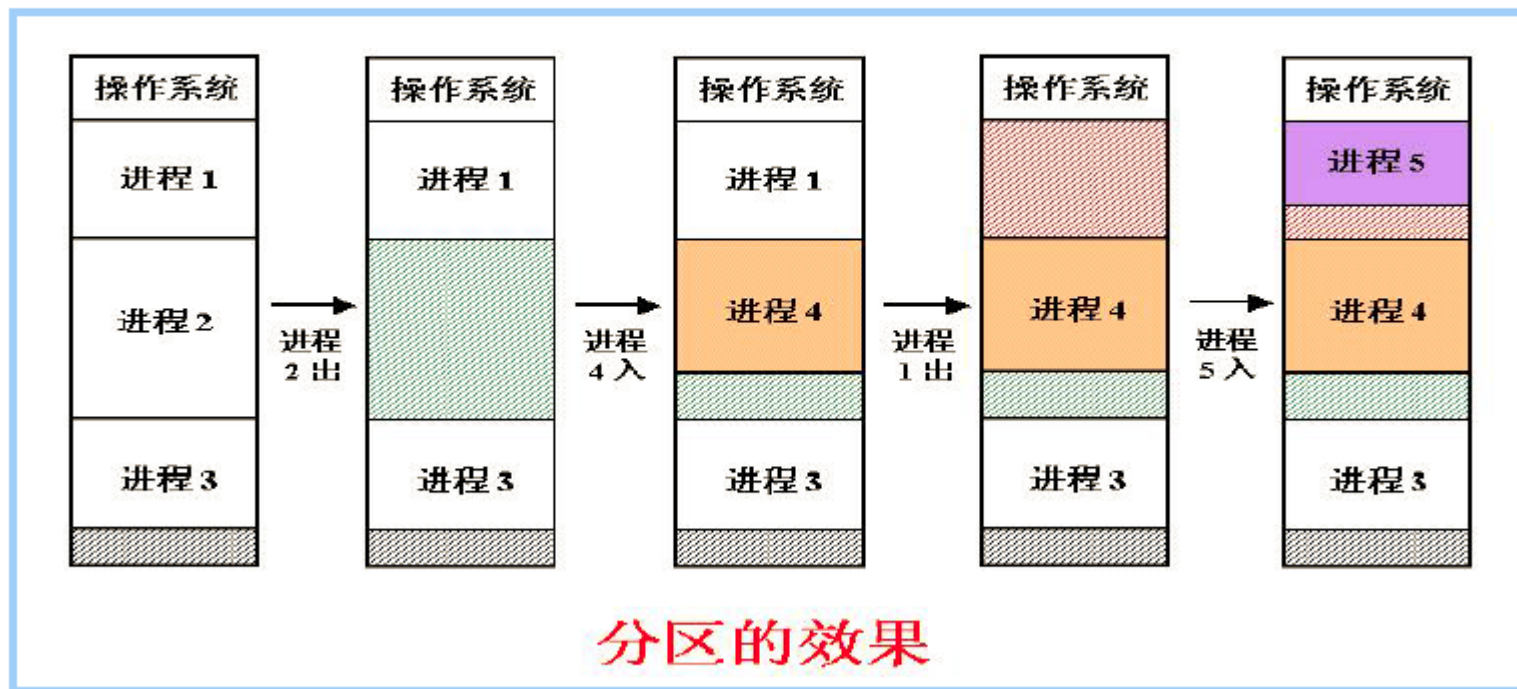 操作系统
进程 1
进程 2
进程 3
进程
2 出
操作系统
进程 1
进程 3
进程
4 入
操作系统
进程 1
进程 4
进程 3
进程
1 出
操作系统
进程 4
进程 3
进程
5 入
操作系统
进程 5
进程 4
进程 3
分区的效果